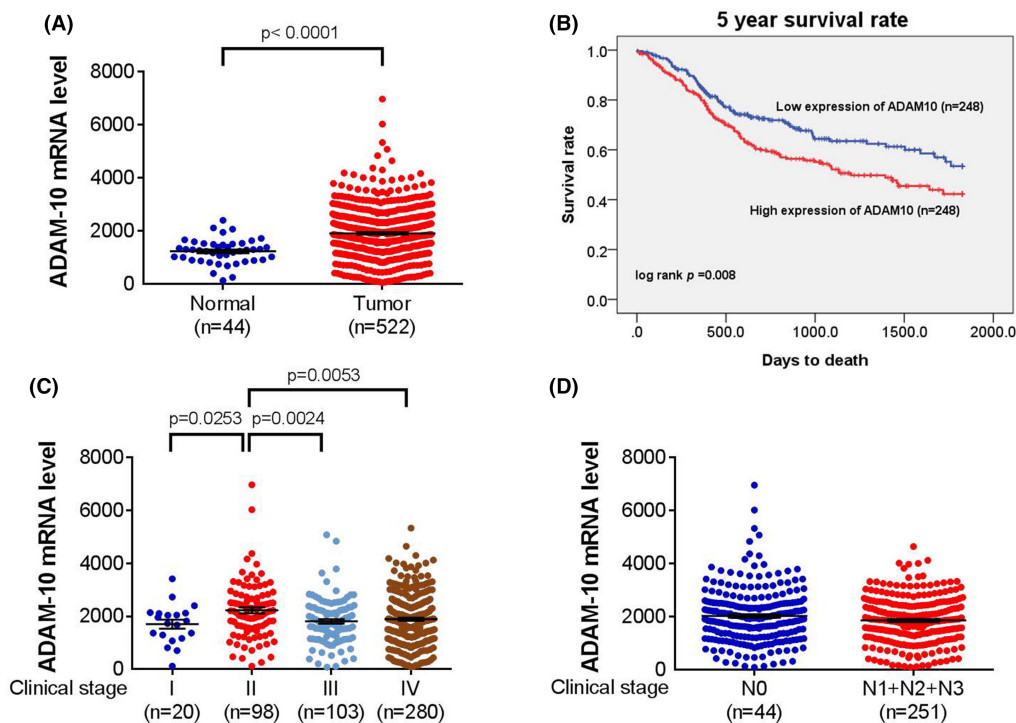 (A)
p< 0.0001
ADAM-10 mRNA level
8000
6000
4000
2000
0
Normal
(n=44)
Tumor
(n=522)
(B)
5 year survival rate
Survival rate
1.0
0.8
0.6
0.4
0.2
0.0
Low expression of ADAM10 (n=248)
High expression of ADAM10 (n=248)
log rank p =0.008
.0
500.0
1000.0
1500.0
2000.0
Days to death
(C)
p=0.0053
p=0.0253
p=0.0024
ADAM-10 mRNA level
8000
6000
4000
2000
0
Clinical stage
I
II
III
IV
(n=20)
(n=98)
(n=103)
(n=280)
(D)
ADAM-10 mRNA level
8000
6000
4000
2000
0
Clinical stage
N0
N1+N2+N3
(n=44)
(n=251)